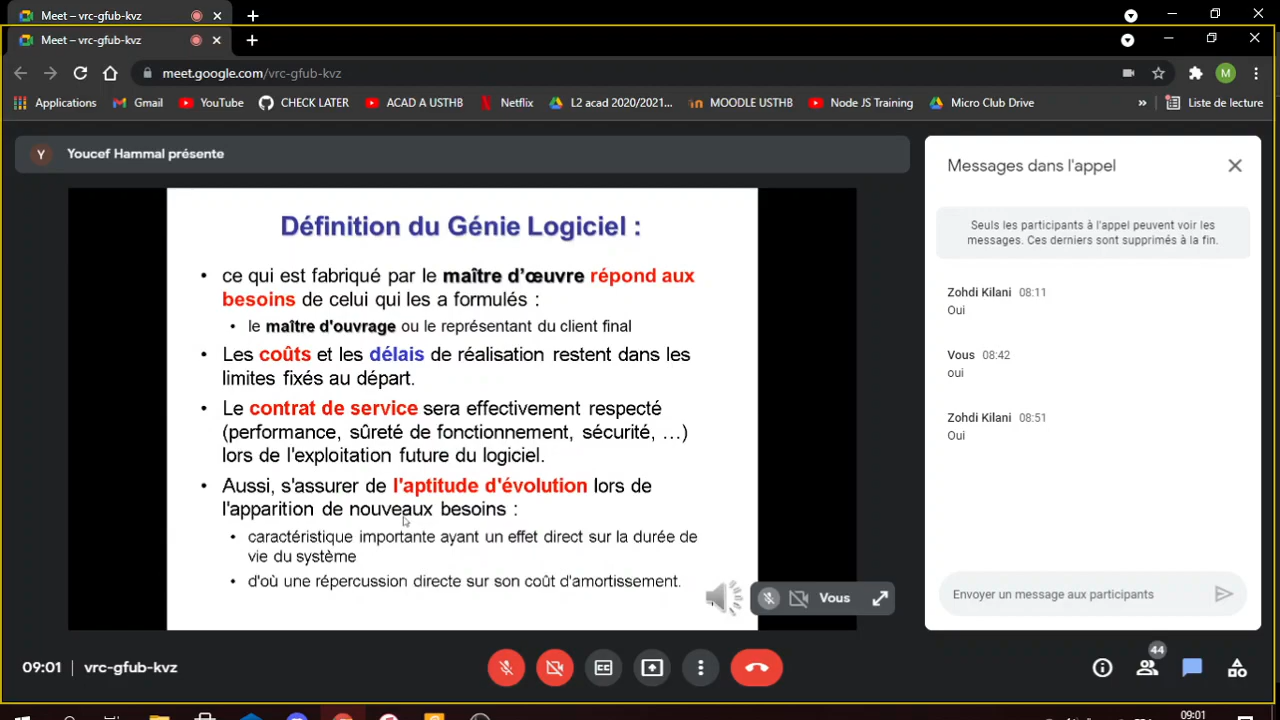 Meet – vrc-gfub-kvz
Meet – vrc-gfub-kvz
meet.google.com/vrc-gfub-kvz
M
Applications
Gmail
YouTube
CHECK LATER
ACAD A USTHB
Netflix
L2 acad 2020/2021...
MOODLE USTHB
Node JS Training
Micro Club Drive
»
Liste de lecture
Y
Youcef Hammal présente
Définition du Génie Logiciel :
• ce qui est fabriqué par le maître d’œuvre répond aux
besoins de celui qui les a formulés :
• le maître d'ouvrage ou le représentant du client final
• Les coûts et les délais de réalisation restent dans les
limites fixés au départ.
• Le contrat de service sera effectivement respecté
(performance, sûreté de fonctionnement, sécurité, …)
lors de l'exploitation future du logiciel.
• Aussi, s'assurer de l'aptitude d'évolution lors de
l'apparition de nouveaux besoins :
• caractéristique importante ayant un effet direct sur la durée de
vie du système
• d'où une répercussion directe sur son coût d'amortissement.
Vous
Messages dans l'appel
Seuls les participants à l'appel peuvent voir les
messages. Ces derniers sont supprimés à la fin.
Zohdi Kilani 08:11
Oui
Vous 08:42
oui
Zohdi Kilani 08:51
Oui
Envoyer un message aux participants
09:01 | vrc-gfub-kvz
CC
44
09:01